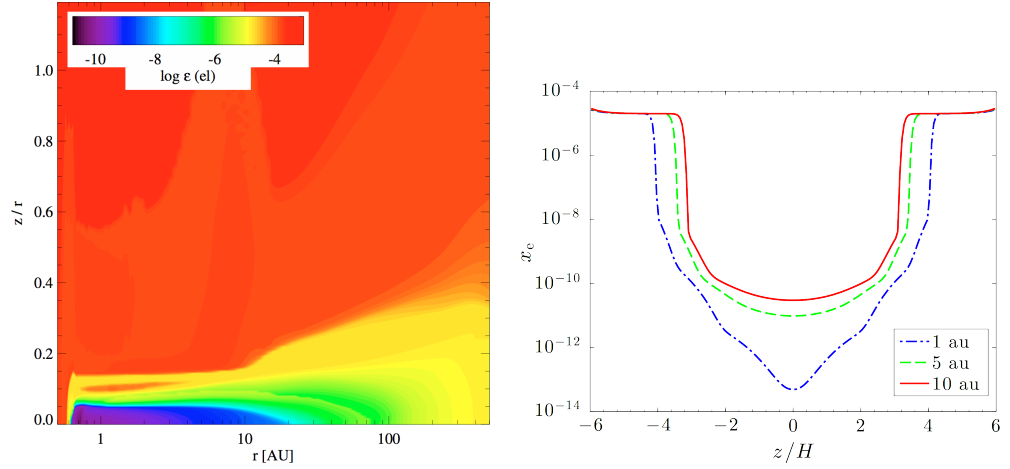 -10 -8 -6 -4
log ε (el)
1.0
0.8
0.6
0.4
0.2
0.0
z / r
1 10 100
r [AU]
10⁻⁴
10⁻⁶
10⁻⁸
10⁻¹⁰
10⁻¹²
10⁻¹⁴
xₑ
1 au
5 au
10 au
−6 −4 −2 0 2 4 6
z/H